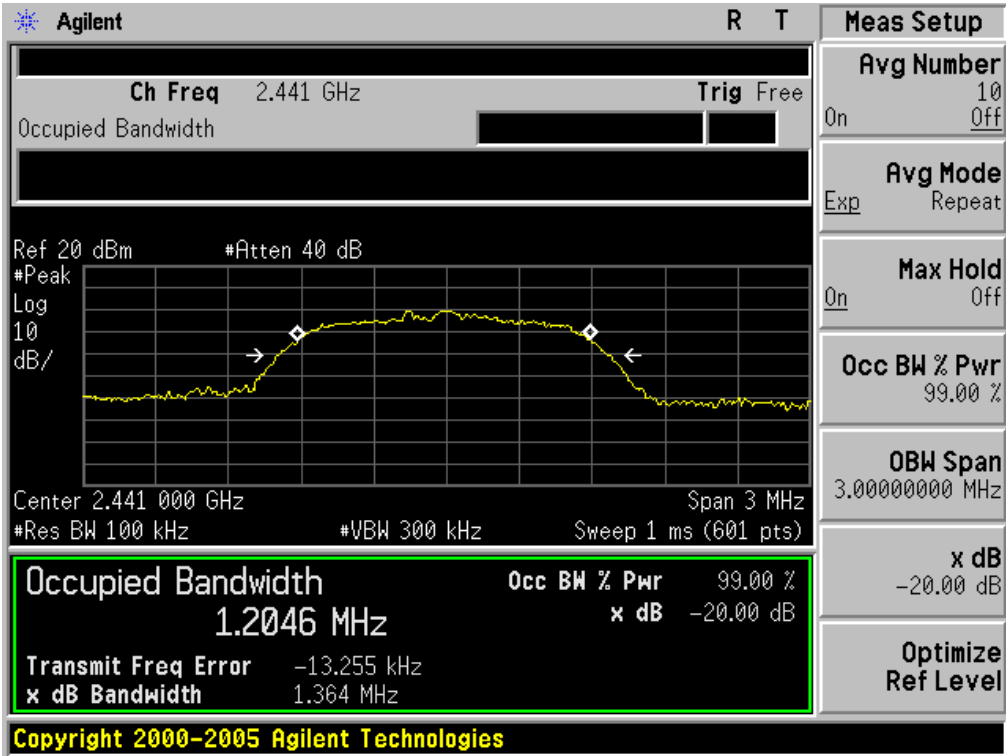 Agilent R T
Ch Freq 2.441 GHz Trig Free
Occupied Bandwidth
Ref 20 dBm #Atten 40 dB
#Peak
Log
10
dB/
Center 2.441 000 GHz Span 3 MHz
#Res BW 100 kHz #VBW 300 kHz Sweep 1 ms (601 pts)
Occupied Bandwidth Occ BW % Pwr 99.00 %
1.2046 MHz x dB -20.00 dB
Transmit Freq Error -13.255 kHz
x dB Bandwidth 1.364 MHz
Copyright 2000-2005 Agilent Technologies
Meas Setup
Avg Number
10
On Off
Avg Mode
Exp Repeat
Max Hold
On Off
Occ BW % Pwr
99.00 %
OBW Span
3.00000000 MHz
x dB
-20.00 dB
Optimize
Ref Level